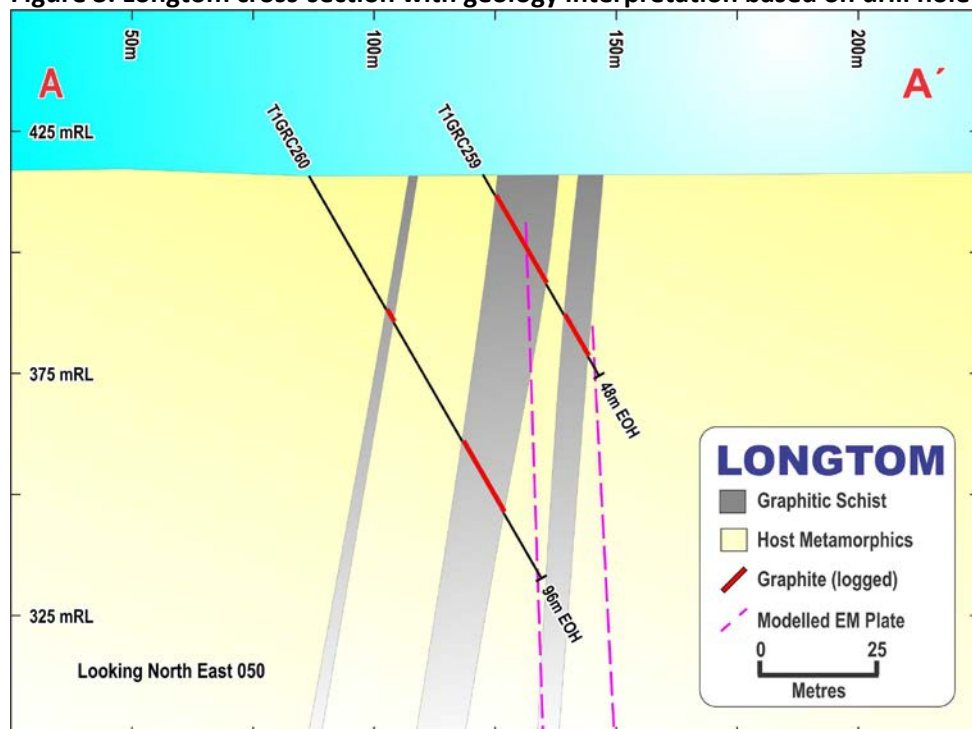 Figure 8: Longtom cross-section with geology interpretation based on drill hole
50m
100m
150m
200m
A
A´
425 mRL
T1GRC260
T1GRC259
375 mRL
48m EOH
96m EOH
325 mRL
Looking North East 050
LONGTOM
Graphitic Schist
Host Metamorphics
Graphite (logged)
Modelled EM Plate
0
25
Metres